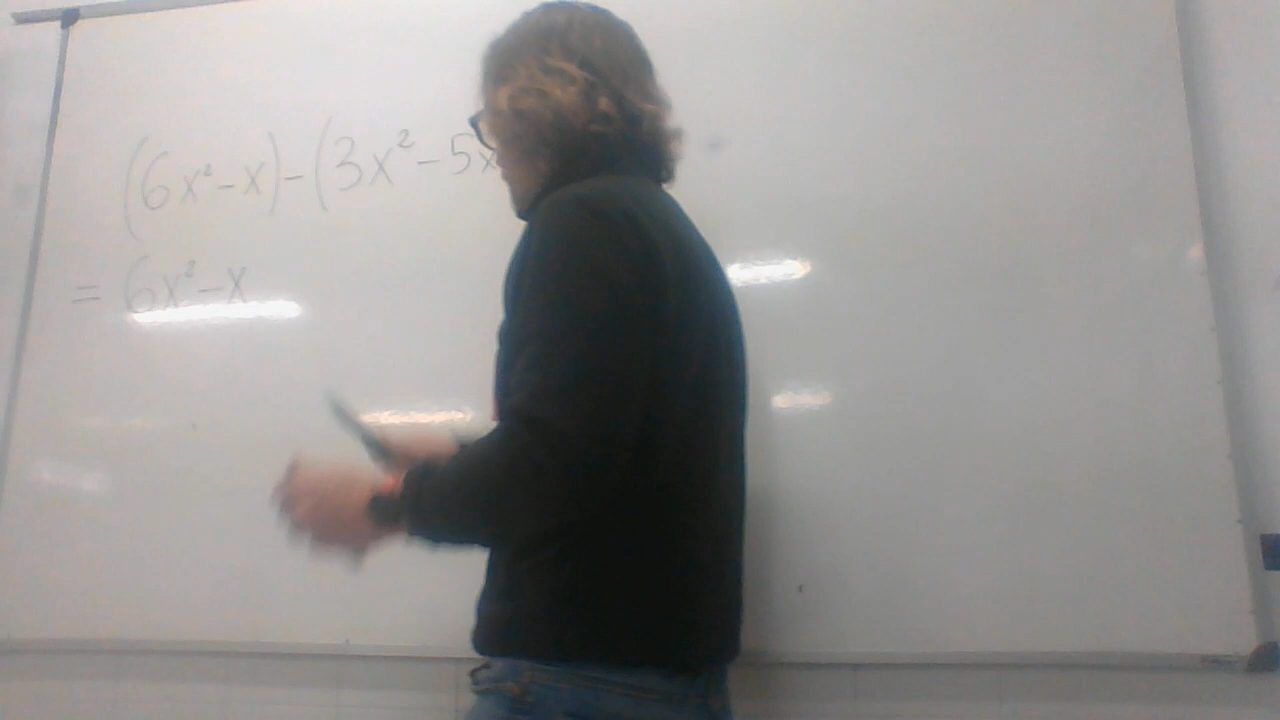 (6x² - x) - (3x² - 5x
= 6x² - x